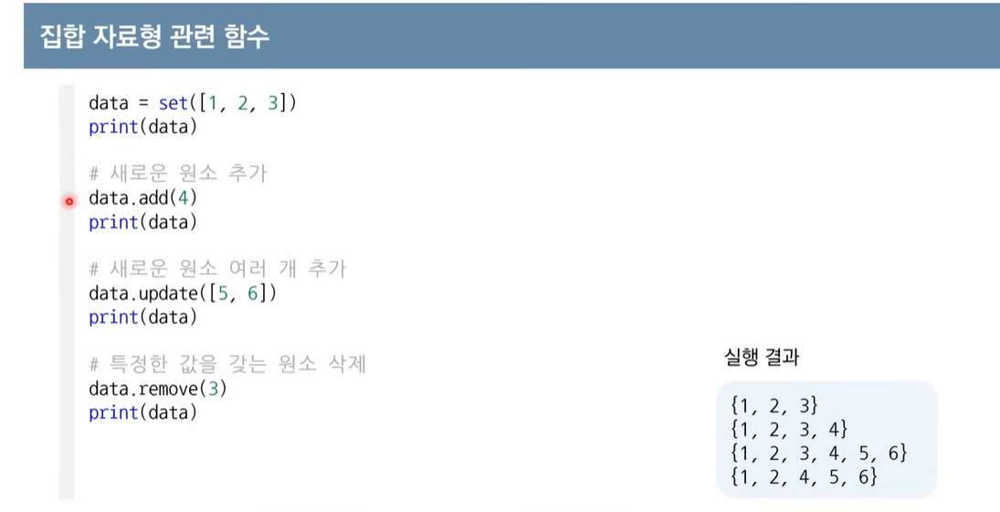 집합 자료형 관련 함수
data = set([1, 2, 3])
print(data)
# 새로운 원소 추가
data.add(4)
print(data)
# 새로운 원소 여러 개 추가
data.update([5, 6])
print(data)
# 특정한 값을 갖는 원소 삭제
data.remove(3)
print(data)
실행 결과
{1, 2, 3}
{1, 2, 3, 4}
{1, 2, 3, 4, 5, 6}
{1, 2, 4, 5, 6}